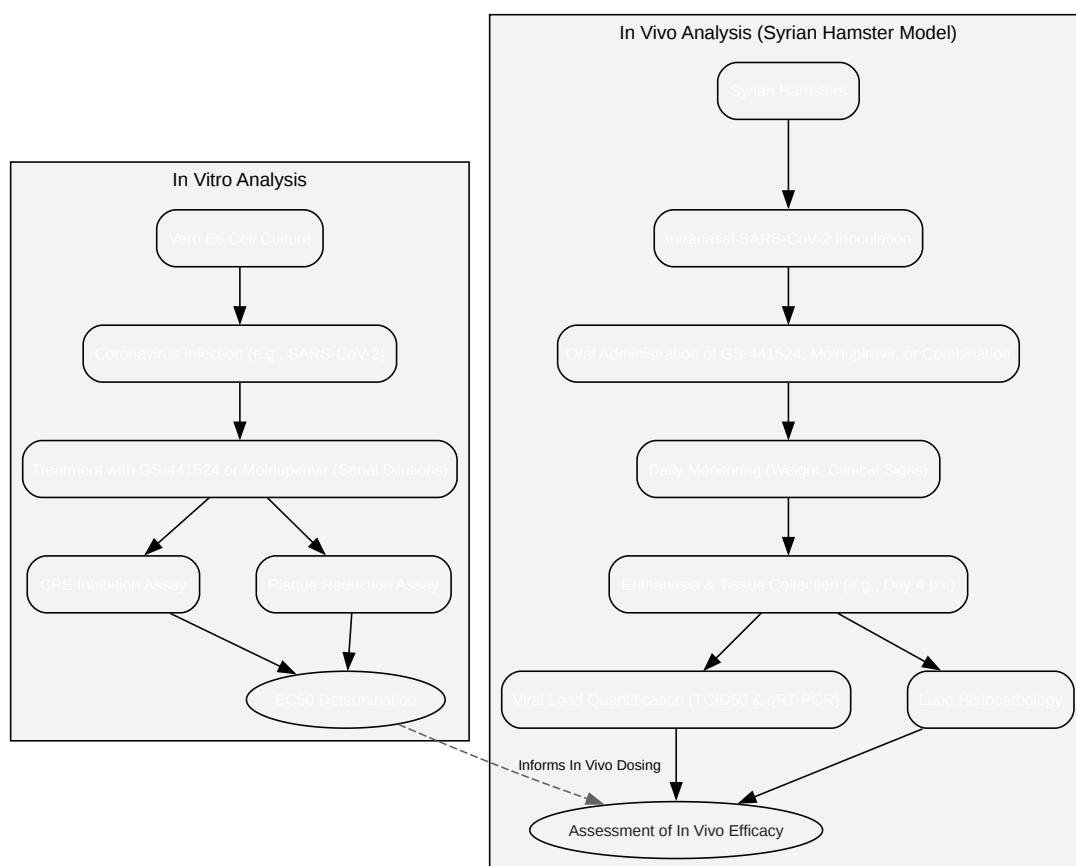 In Vitro Analysis
Vero E6 Cell Culture
Coronavirus Infection (e.g., SARS-CoV-2)
Treatment with GS-441524 or Molnupiravir (Serial Dilutions)
CPE Inhibition Assay
Plaque Reduction Assay
EC50 Determination
In Vivo Analysis (Syrian Hamster Model)
Syrian Hamsters
Intranasal SARS-CoV-2 Inoculation
Oral Administration of GS-441524, Molnupiravir, or Combination
Daily Monitoring (Weight, Clinical Signs)
Euthanasia & Tissue Collection (e.g., Day 4 p.i.)
Viral Load Quantification (TCID50 & qRT-PCR)
Lung Histopathology
Informs In Vivo Dosing
Assessment of In Vivo Efficacy